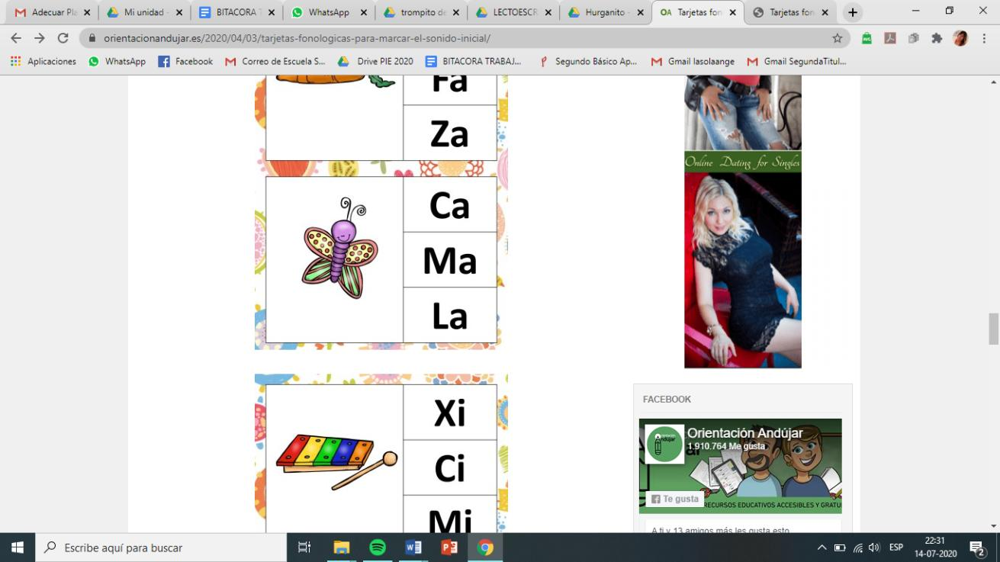 Adecuar Pla
Mi unidad -
BITACORA T
WhatsApp
trompito de
LECTOESCR
Hurganito -
OA Tarjetas fon
Tarjetas fon
orientacionandujar.es/2020/04/03/tarjetas-fonologicas-para-marcar-el-sonido-inicial/
Aplicaciones
WhatsApp
Facebook
Correo de Escuela S...
Drive PIE 2020
BITACORA TRABAJ...
Segundo Básico Ap...
Gmail lasolaange
Gmail SegundaTitul...
Fa
Za
Ca
Ma
La
Xi
Ci
Mi
Online Dating for Singles
FACEBOOK
Orientación Andújar
1.910.764 Me gusta
Te gusta
RECURSOS EDUCATIVOS ACCESIBLES Y GRATU
A ti y 13 amigos más les gusta esto
Escribe aquí para buscar
ESP
22:31
14-07-2020
2